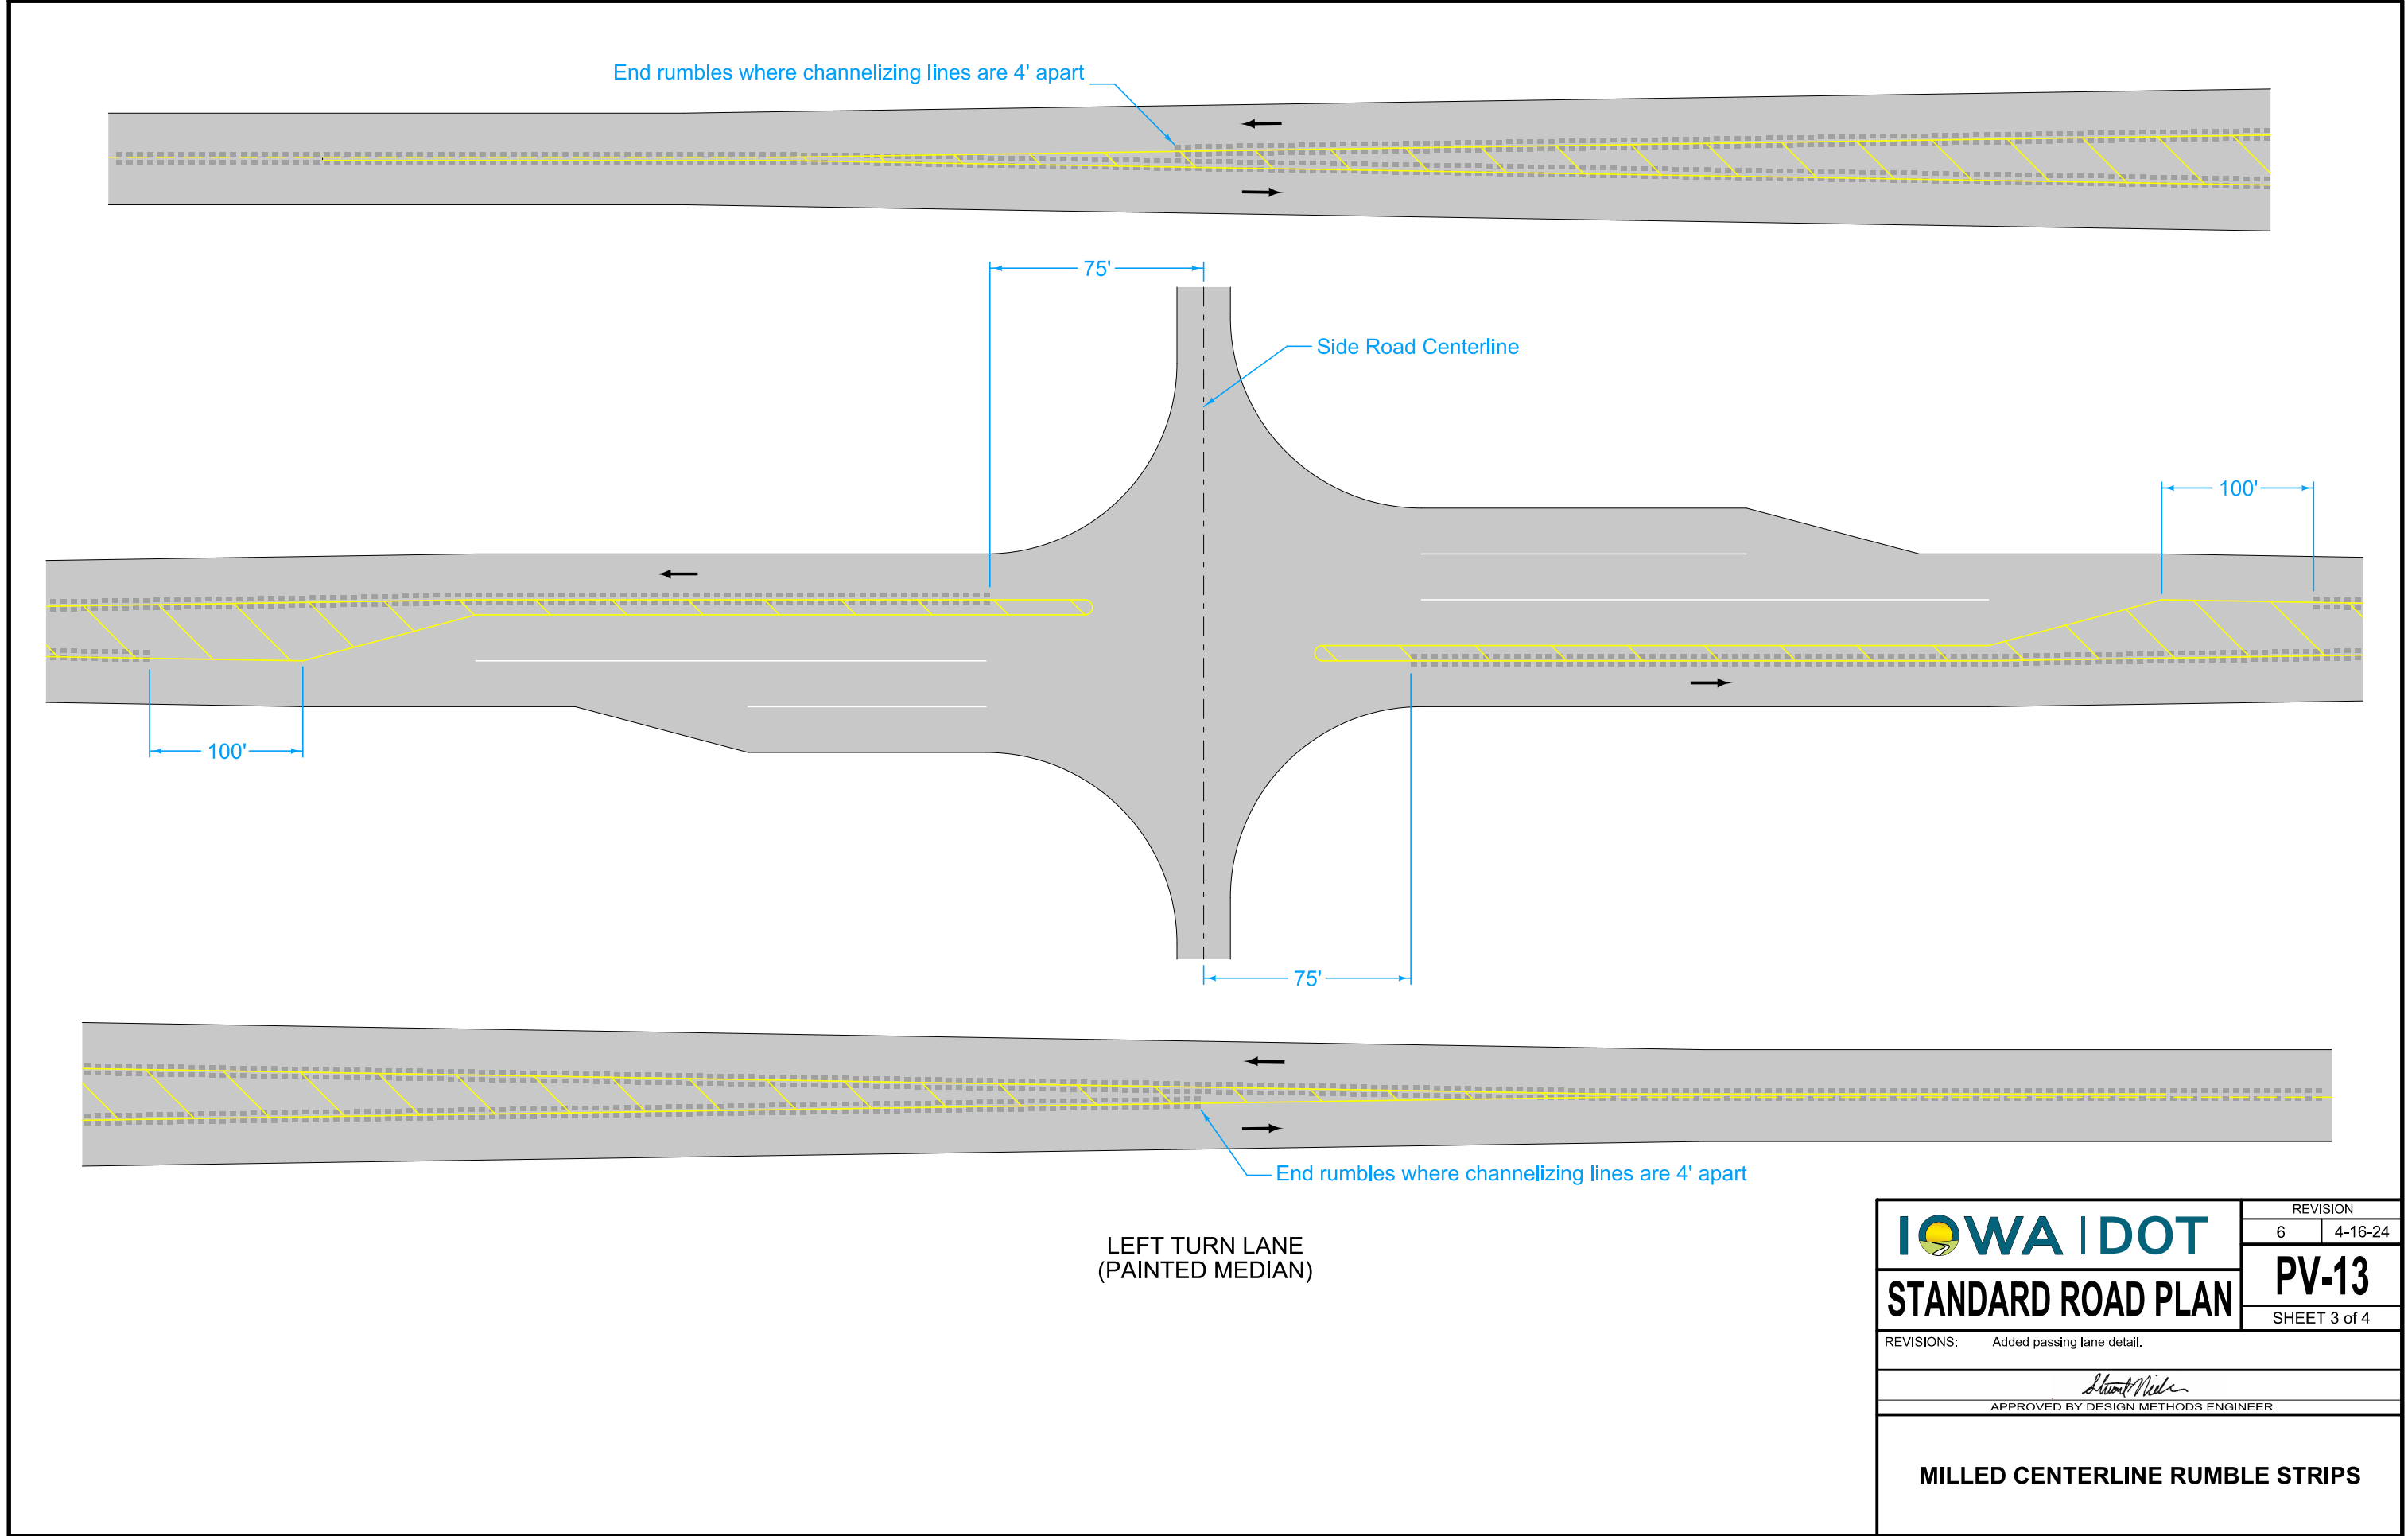 End rumbles where channelizing lines are 4' apart
75'
Side Road Centerline
100'
100'
75'
End rumbles where channelizing lines are 4' apart
LEFT TURN LANE
(PAINTED MEDIAN)
IOWA | DOT
REVISION
6 4-16-24
STANDARD ROAD PLAN
PV-13
SHEET 3 of 4
REVISIONS: Added passing lane detail.
APPROVED BY DESIGN METHODS ENGINEER
MILLED CENTERLINE RUMBLE STRIPS